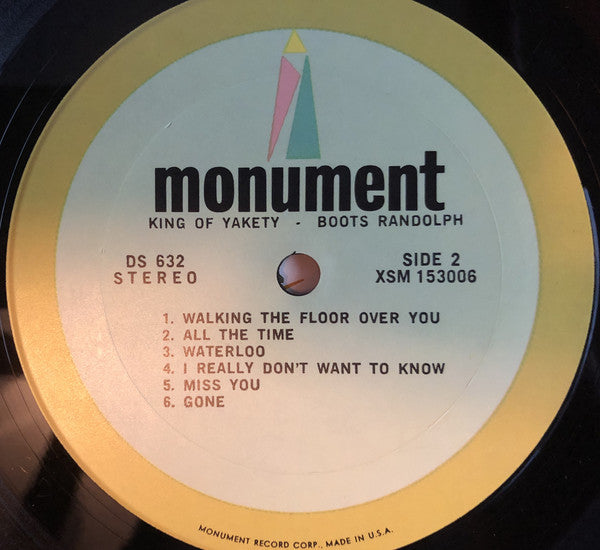 monument
KING OF YAKETY - BOOTS RANDOLPH
DS 632
STEREO
SIDE 2
XSM 153006
1. WALKING THE FLOOR OVER YOU
2. ALL THE TIME
3. WATERLOO
4. I REALLY DON'T WANT TO KNOW
5. MISS YOU
6. GONE
MONUMENT RECORD CORP., MADE IN U.S.A.